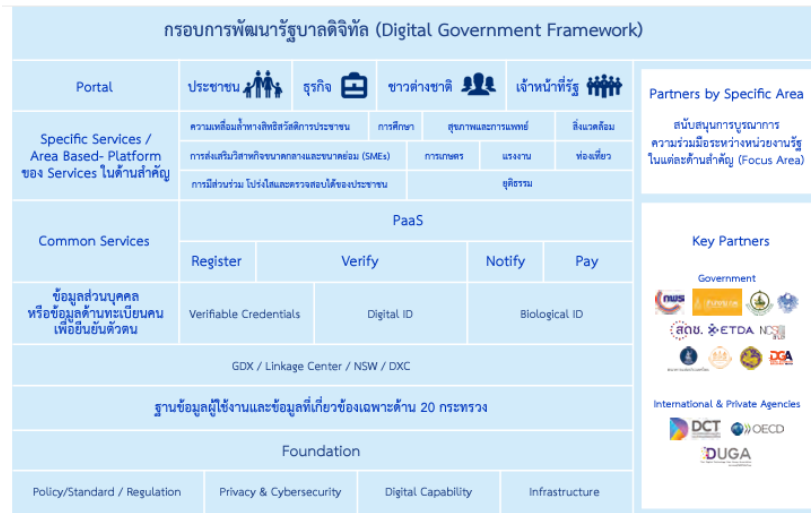 กรอบการพัฒนารัฐบาลดิจิทัล (Digital Government Framework)
Portal
ประชาชน
ธุรกิจ
ชาวต่างชาติ
เจ้าหน้าที่รัฐ
Specific Services /
Area Based- Platform
ของ Services ในด้านสำคัญ
ความเหลื่อมล้ำทางสิทธิสวัสดิการประชาชน
การศึกษา
สุขภาพและการแพทย์
สิ่งแวดล้อม
การส่งเสริมวิสาหกิจขนาดกลางและขนาดย่อม (SMEs)
การเกษตร
แรงงาน
ท่องเที่ยว
การมีส่วนร่วม โปร่งใสและตรวจสอบได้ของประชาชน
ยุติธรรม
Common Services
PaaS
Register
Verify
Notify
Pay
ข้อมูลส่วนบุคคล
หรือข้อมูลด้านทะเบียนคน
เพื่อยืนยันตัวตน
Verifiable Credentials
Digital ID
Biological ID
GDX / Linkage Center / NSW / DXC
ฐานข้อมูลผู้ใช้งานและข้อมูลที่เกี่ยวข้องเฉพาะด้าน 20 กระทรวง
Foundation
Policy/Standard / Regulation
Privacy & Cybersecurity
Digital Capability
Infrastructure
Partners by Specific Area
สนับสนุนการบูรณาการ
ความร่วมมือระหว่างหน่วยงานรัฐ
ในแต่ละด้านสำคัญ (Focus Area)
Key Partners
Government
กพร
สดช.
ETDA
NCSA
DGA
International & Private Agencies
DCT
OECD
DUGA